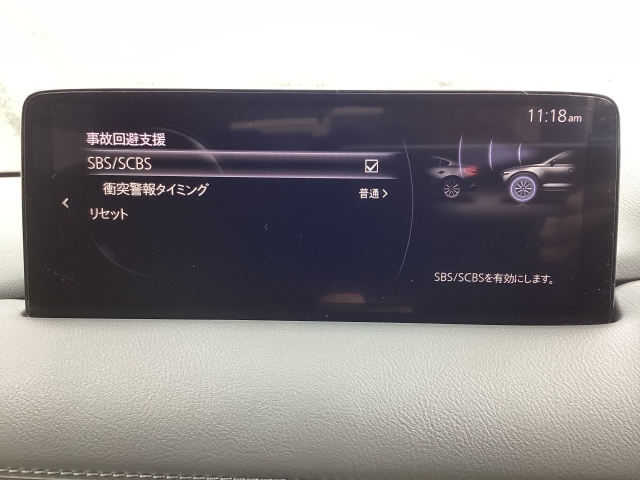 11:18am
事故回避支援
SBS/SCBS
衝突警報タイミング 普通
リセット
SBS/SCBSを有効にします。